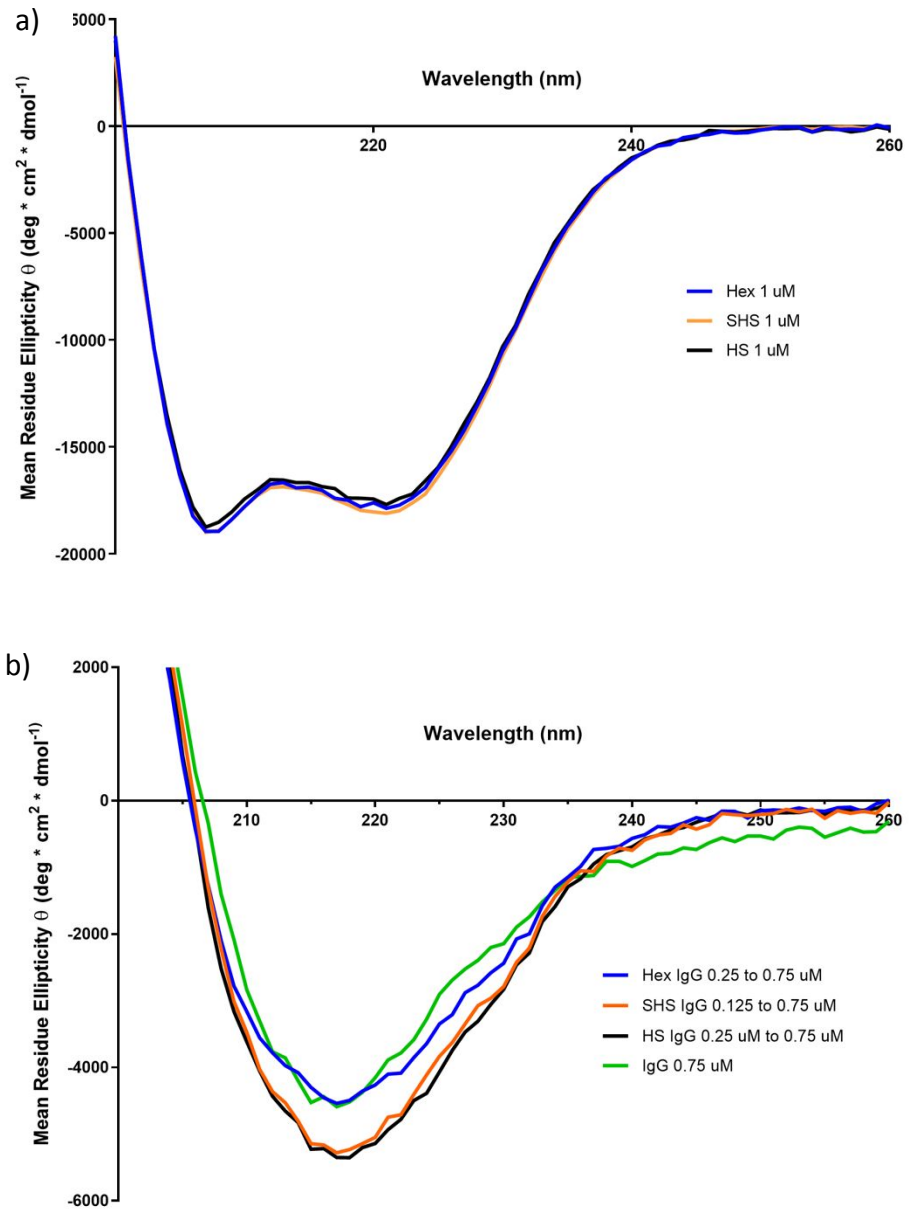 a)
5000
Wavelength (nm)
0
220
240
260
-5000
-10000
-15000
-20000
Mean Residue Ellipticity θ (deg * cm² * dmol⁻¹)
Hex 1 uM
SHS 1 uM
HS 1 uM
b)
2000
Wavelength (nm)
0
210
220
230
240
250
260
-2000
-4000
-6000
Mean Residue Ellipticity θ (deg * cm² * dmol⁻¹)
Hex IgG 0.25 to 0.75 uM
SHS IgG 0.125 to 0.75 uM
HS IgG 0.25 uM to 0.75 uM
IgG 0.75 uM